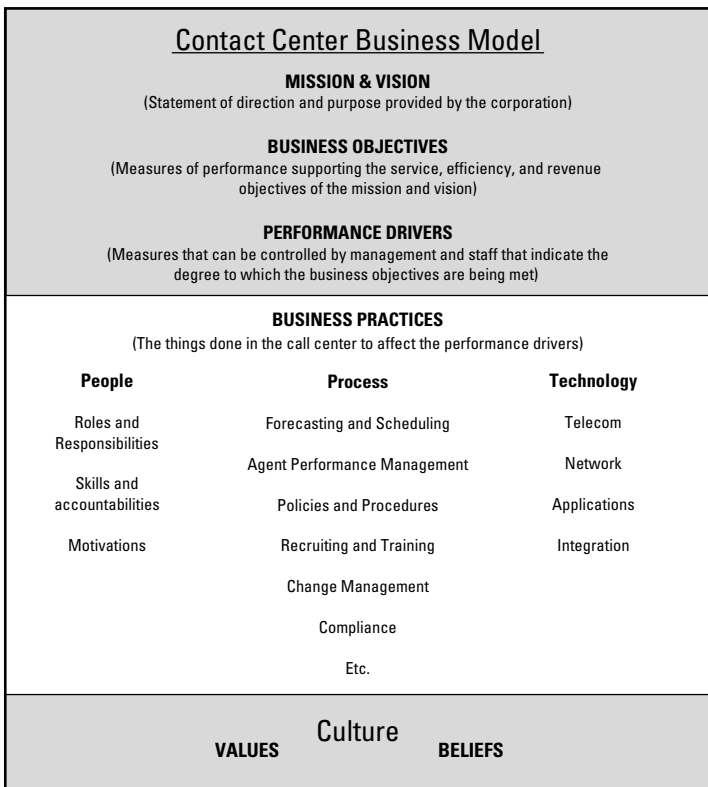 Contact Center Business Model
MISSION & VISION
(Statement of direction and purpose provided by the corporation)
BUSINESS OBJECTIVES
(Measures of performance supporting the service, efficiency, and revenue
objectives of the mission and vision)
PERFORMANCE DRIVERS
(Measures that can be controlled by management and staff that indicate the
degree to which the business objectives are being met)
BUSINESS PRACTICES
(The things done in the call center to affect the performance drivers)
People
Roles and
Responsibilities
Skills and
accountabilities
Motivations
Process
Forecasting and Scheduling
Agent Performance Management
Policies and Procedures
Recruiting and Training
Change Management
Compliance
Etc.
Technology
Telecom
Network
Applications
Integration
Culture
VALUES BELIEFS